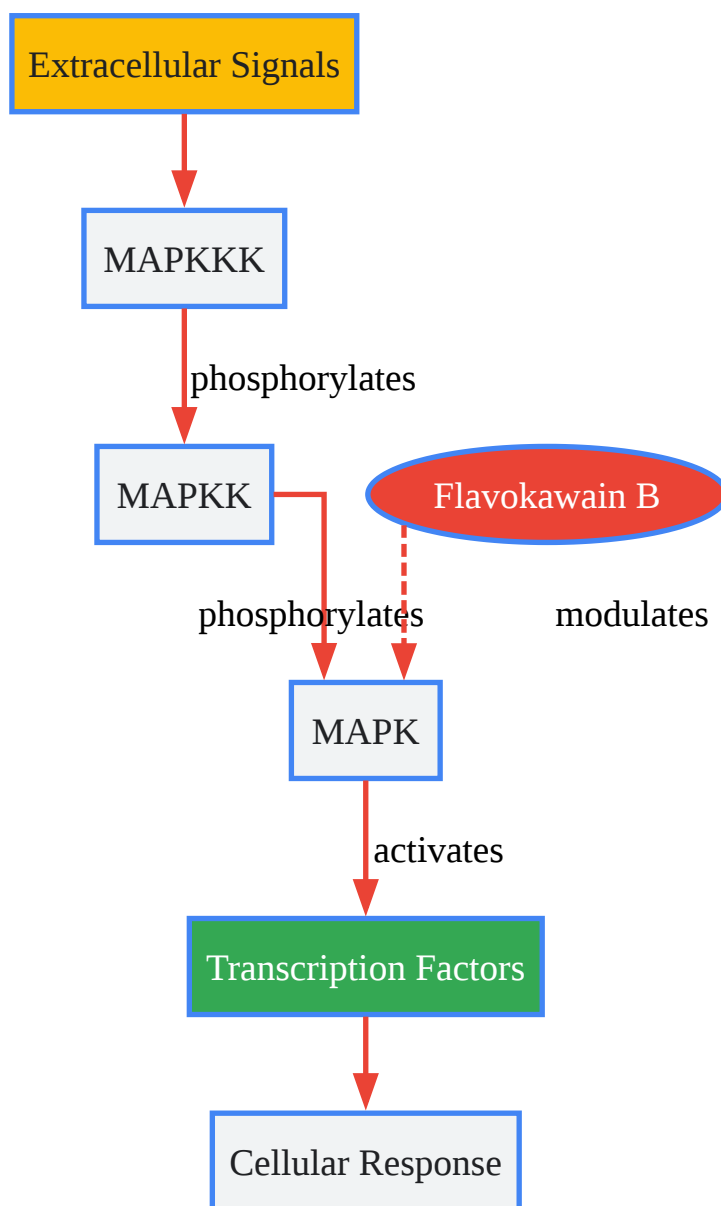 Extracellular Signals
MAPKKK
phosphorylates
MAPKK
Flavokawain B
phosphorylates
modulates
MAPK
activates
Transcription Factors
Cellular Response